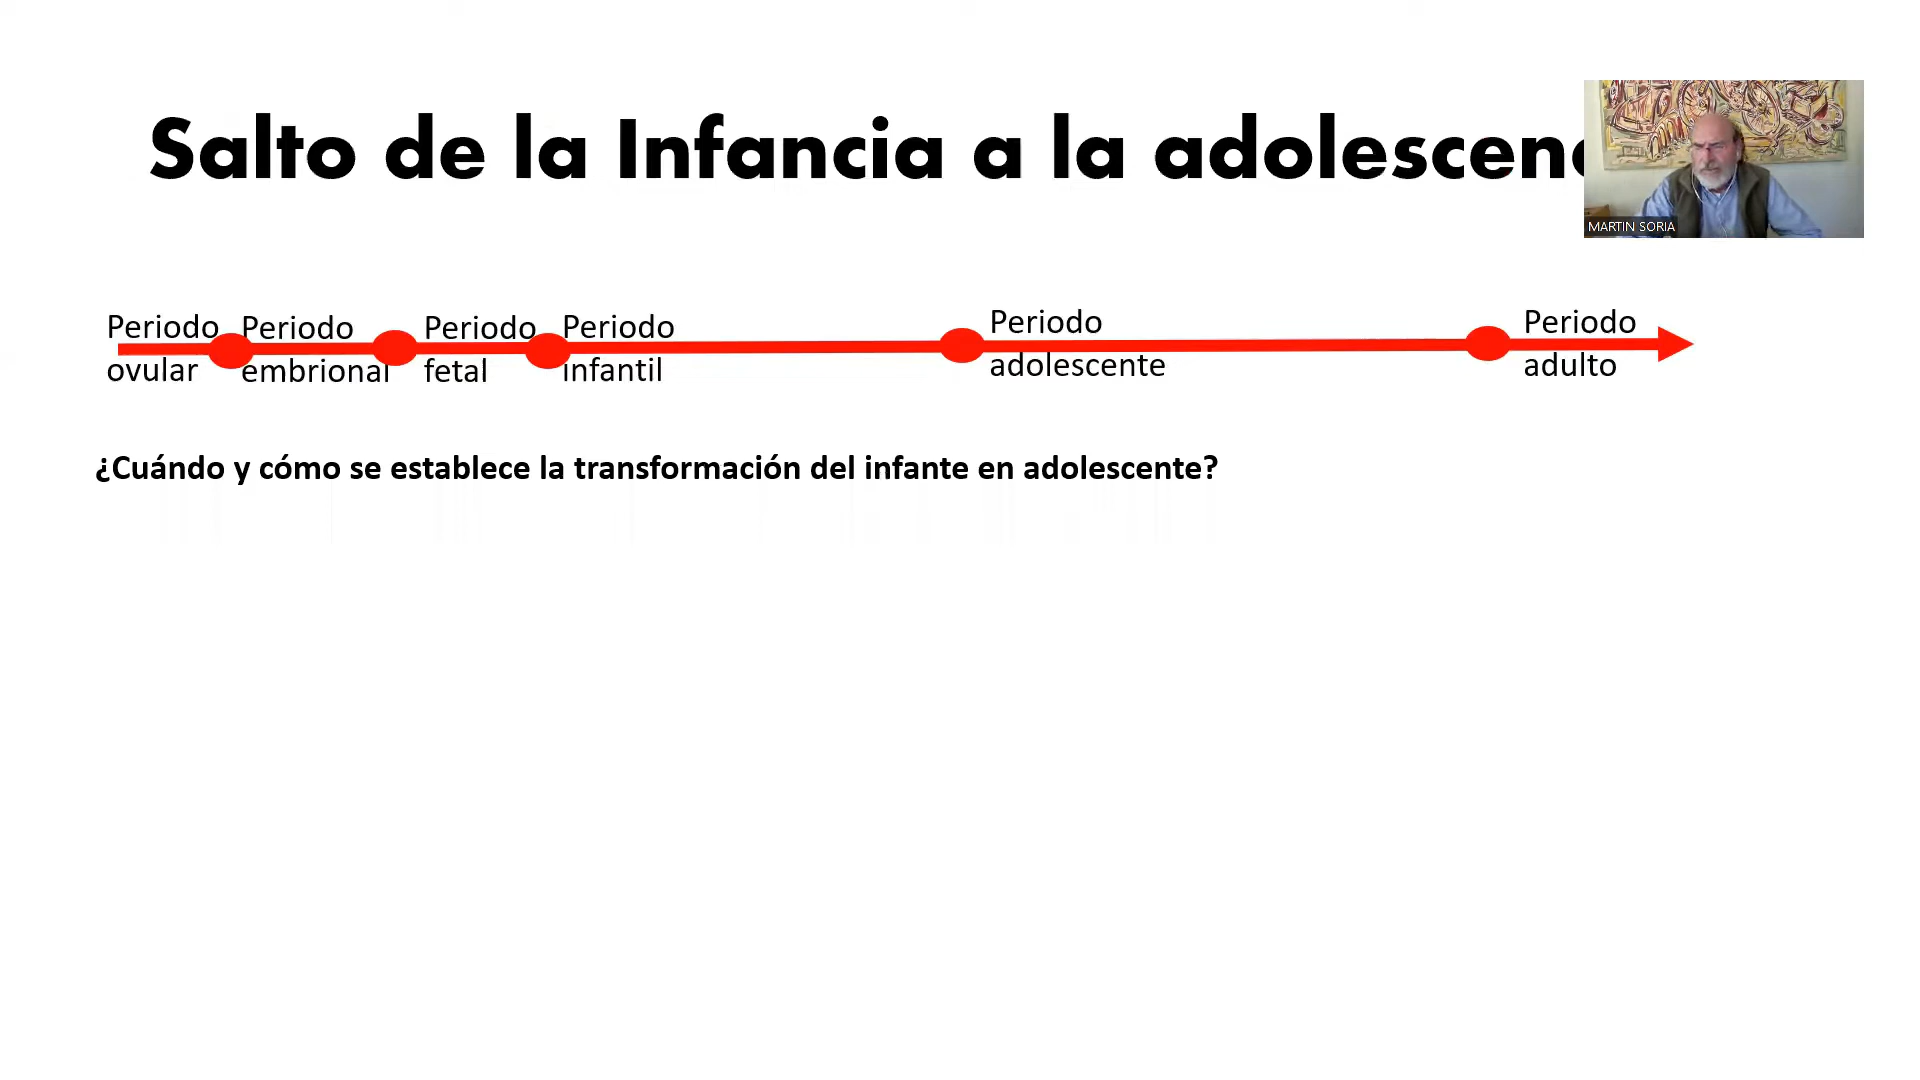 Salto de la Infancia a la adolescenc
MARTIN SORIA
Periodo ovular
Periodo embrional
Periodo fetal
Periodo infantil
Periodo adolescente
Periodo adulto
¿Cuándo y cómo se establece la transformación del infante en adolescente?